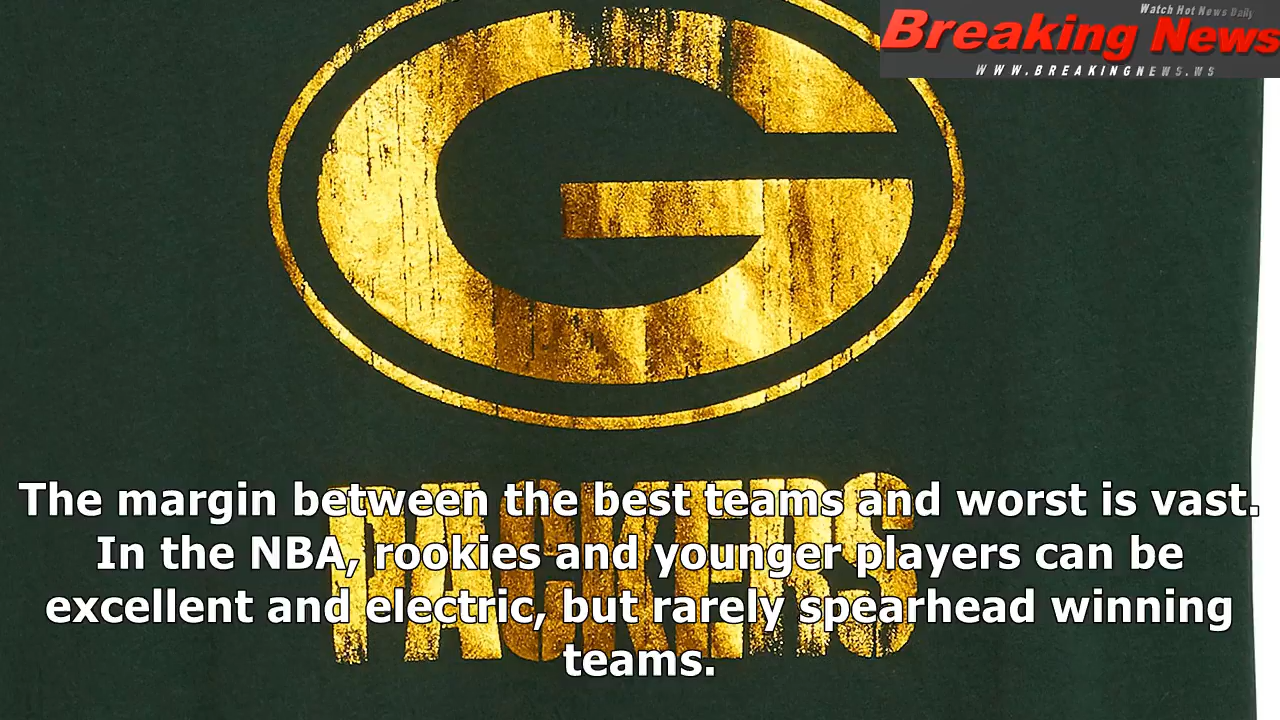 Watch Hot News Daily
Breaking News
WWW.BREAKINGNEWS.WS
G
PACKERS
The margin between the best teams and worst is vast.
In the NBA, rookies and younger players can be
excellent and electric, but rarely spearhead winning
teams.